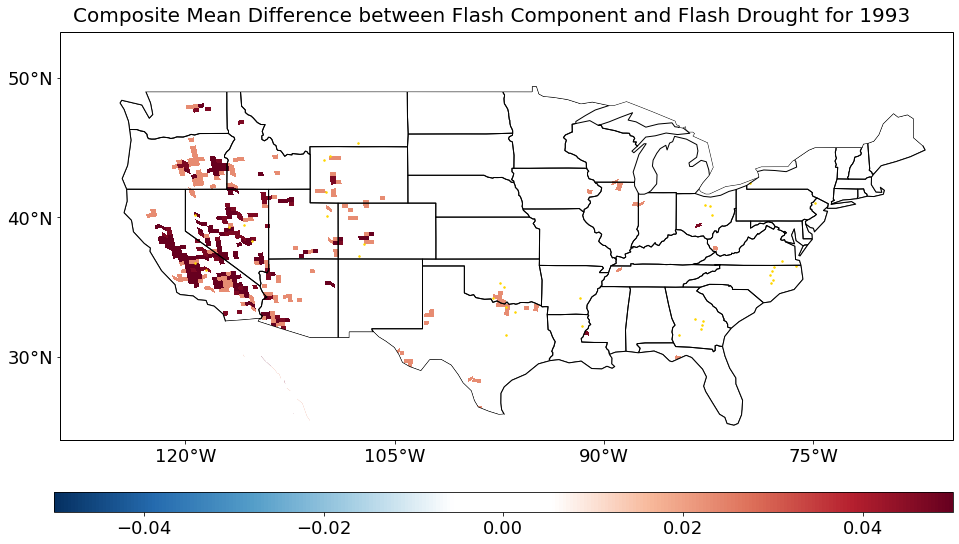 Composite Mean Difference between Flash Component and Flash Drought for 1993
50°N
40°N
30°N
120°W 105°W 90°W 75°W
−0.04 −0.02 0.00 0.02 0.04